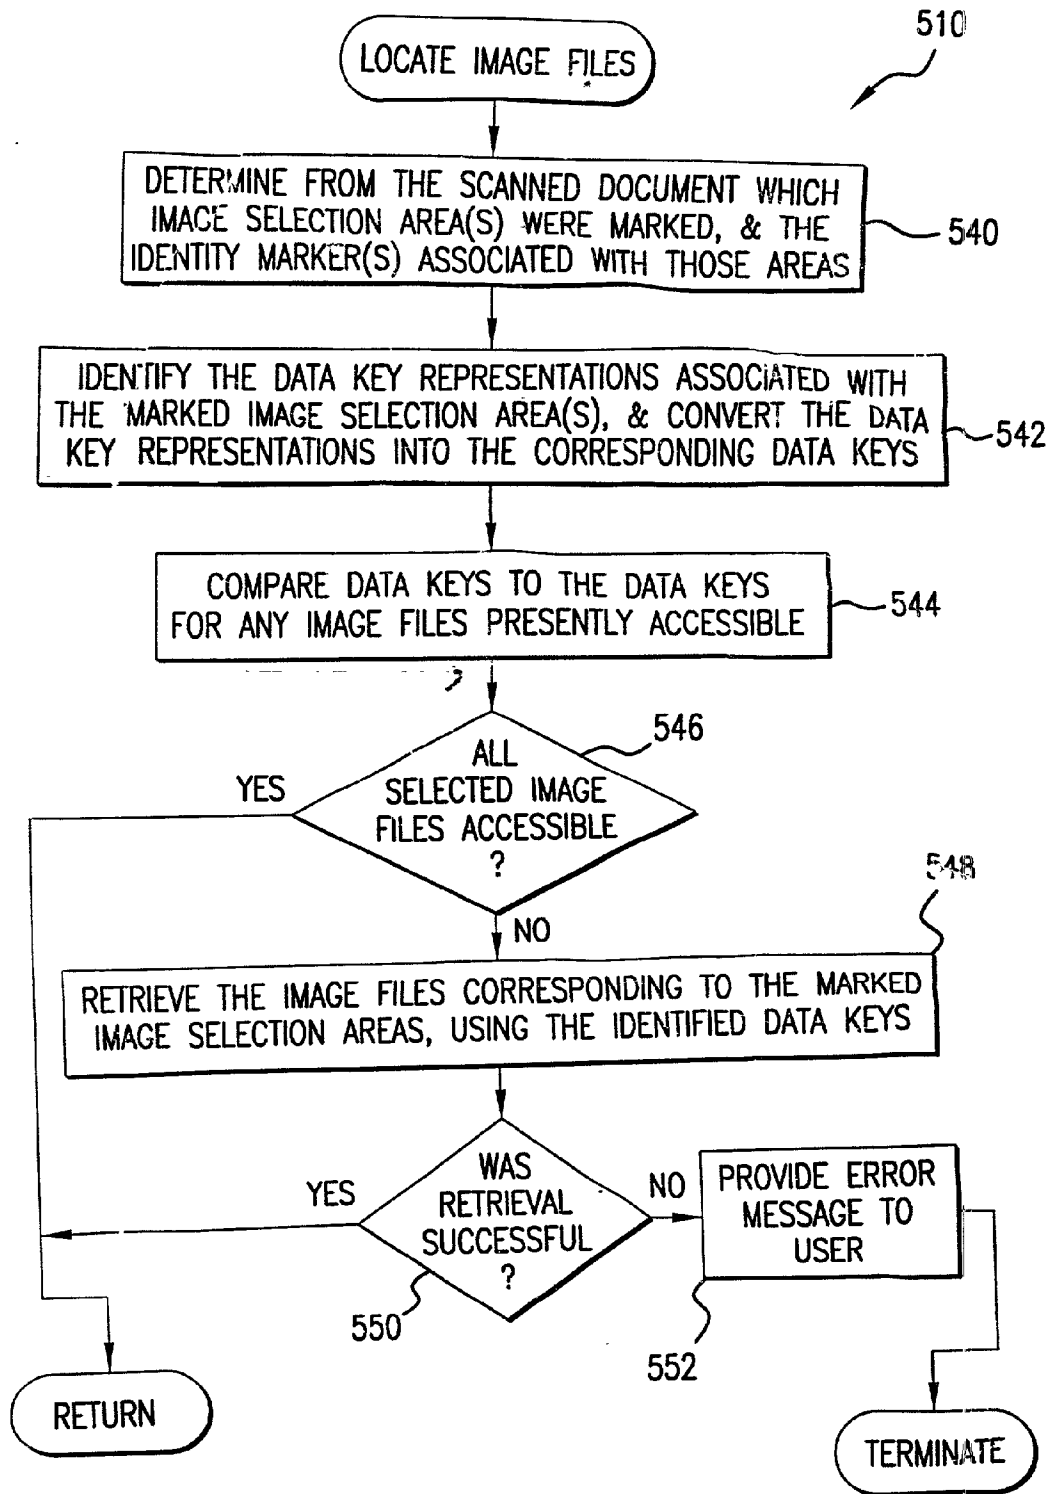 510
LOCATE IMAGE FILES
DETERMINE FROM THE SCANNED DOCUMENT WHICH
IMAGE SELECTION AREA(S) WERE MARKED, & THE
IDENTITY MARKER(S) ASSOCIATED WITH THOSE AREAS
540
IDENTIFY THE DATA KEY REPRESENTATIONS ASSOCIATED WITH
THE MARKED IMAGE SELECTION AREA(S), & CONVERT THE DATA
KEY REPRESENTATIONS INTO THE CORRESPONDING DATA KEYS
542
COMPARE DATA KEYS TO THE DATA KEYS
FOR ANY IMAGE FILES PRESENTLY ACCESSIBLE
544
546
ALL
SELECTED IMAGE
FILES ACCESSIBLE
?
YES
NO
548
RETRIEVE THE IMAGE FILES CORRESPONDING TO THE MARKED
IMAGE SELECTION AREAS, USING THE IDENTIFIED DATA KEYS
WAS
RETRIEVAL
SUCCESSFUL
?
YES
NO
550
PROVIDE ERROR
MESSAGE TO
USER
552
RETURN
TERMINATE